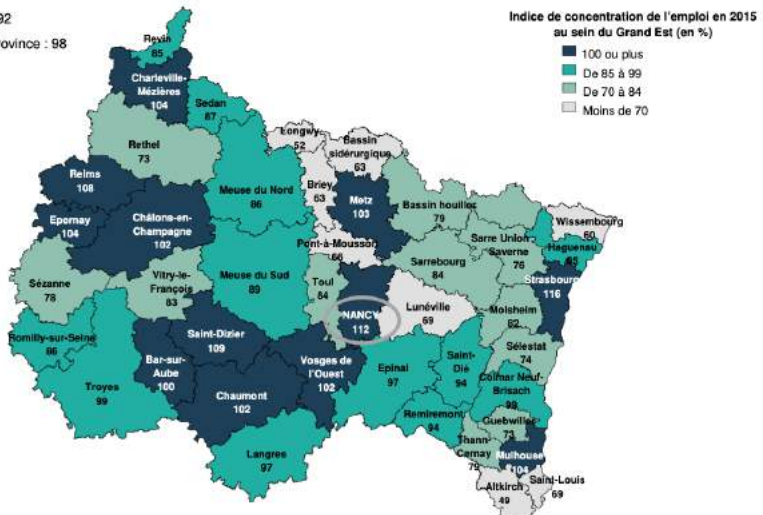 92
rovince : 98
Indice de concentration de l'emploi en 2015
au sein du Grand Est (en %)
100 ou plus
De 85 à 99
De 70 à 84
Moins de 70
Revin
85
Charleville-
Mézières
104
Sedan
87
Rethel
73
Longwy
52
Bassin
sidérurgique
63
Reims
108
Meuse du Nord
86
Briey
63
Metz
103
Bassin houiller
79
Wissembourg
60
Epernay
104
Châlons-en-
Champagne
102
Pont-à-Mousson
66
Sarre Union
Saverne
76
Haguenau
95
Sarrebourg
84
Strasbourg
116
Sézanne
78
Vitry-le-
François
83
Meuse du Sud
89
Toul
84
NANCY
112
Lunéville
69
Molsheim
82
Romilly-sur-Seine
86
Saint-Dizier
109
Sélestat
74
Bar-sur-
Aube
100
Vosges de
l'Ouest
102
Epinal
97
Saint-
Dié
94
Troyes
99
Chaumont
102
Colmar Neuf-
Brisach
99
Remiremont
94
Guebwiller
73
Langres
97
Thann-
Cernay
79
Mulhouse
104
Altkirch
49
Saint-Louis
69